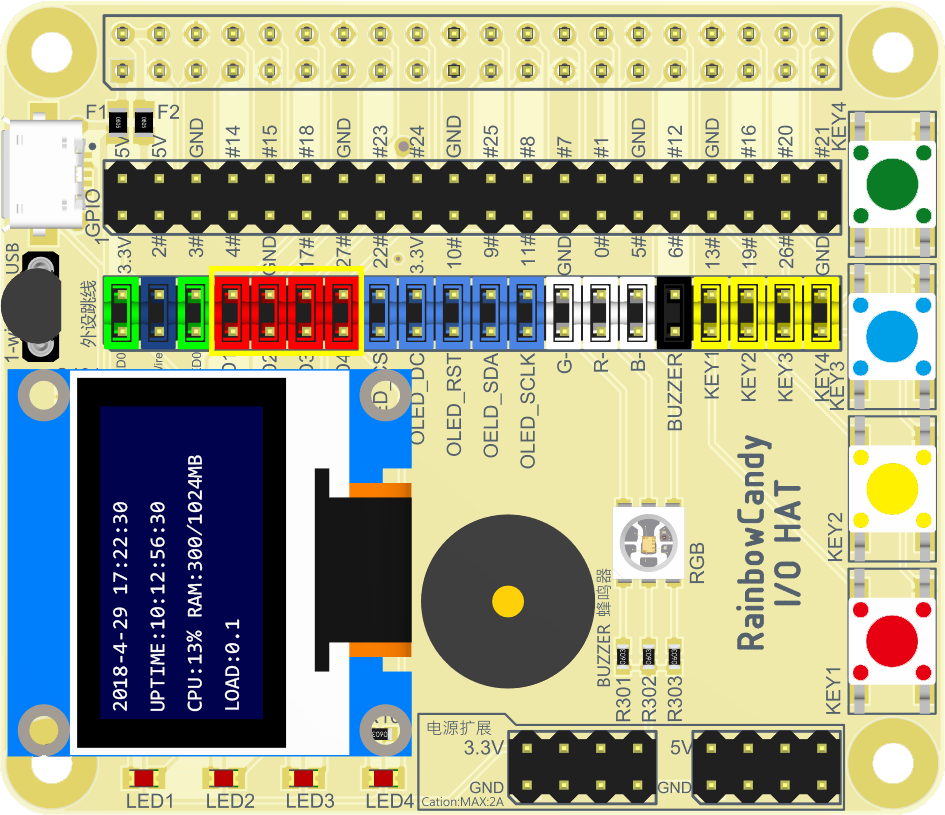 F1
F2
KEY4
5V
5V
GND
#14
#15
#18
GND
#23
#24
GND
#25
#8
#7
#1
GND
#12
GND
#16
#20
#21
GPIO
1
3.3V
2#
3#
4#
GND
17#
27#
22#
3.3V
10#
9#
11#
GND
0#
5#
6#
13#
19#
26#
GND
USB
外设跳线
OLED_DC
OLED_RST
OELD_SDA
OLED_SCLK
G-
R-
B-
BUZZER
KEY1
KEY2
KEY3
KEY4
KEY3
2018-4-29 17:22:30
UPTIME:10:12:56:30
CPU:13% RAM:300/1024MB
LOAD:0.1
RainbowCandy
I/O HAT
KEY2
RGB
BUZZER 蜂鸣器
KEY1
R301
R302
R303
电源扩展
3.3V
5V
GND
GND
Cation:MAX:2A
LED1
LED2
LED3
LED4